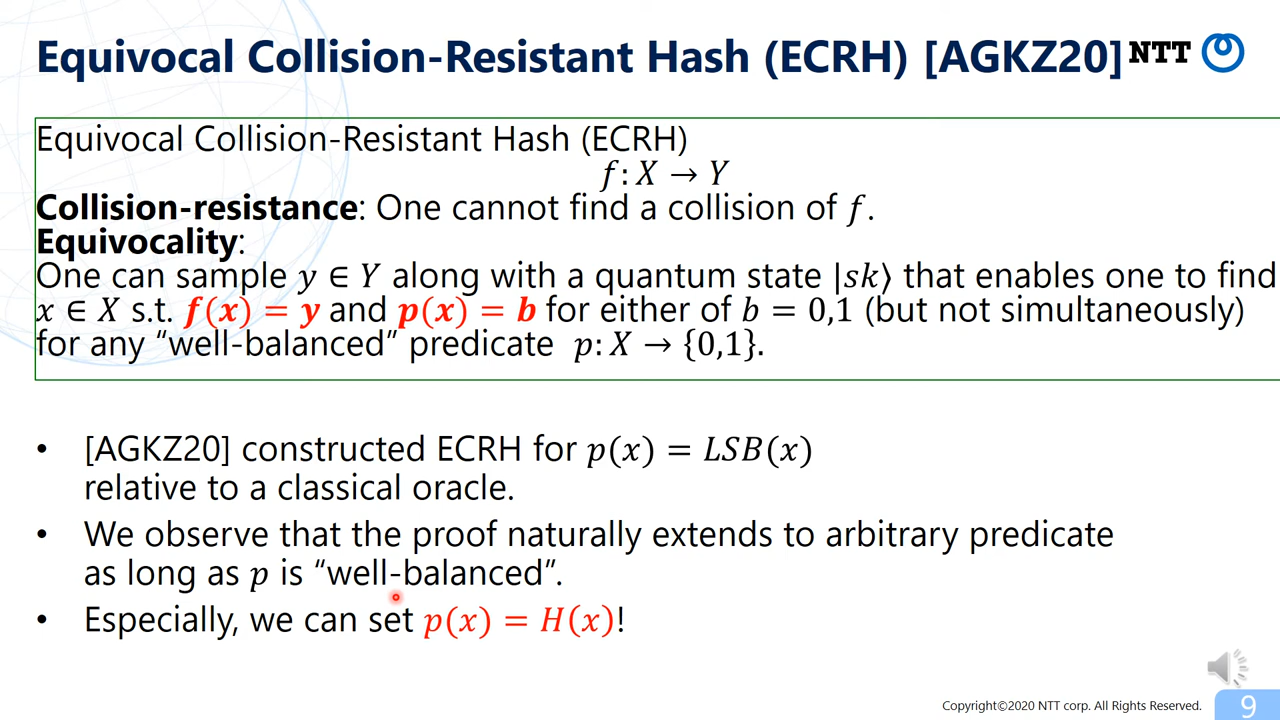 Equivocal Collision-Resistant Hash (ECRH) [AGKZ20]
NTT
Equivocal Collision-Resistant Hash (ECRH)
f: X → Y
Collision-resistance: One cannot find a collision of f.
Equivocality:
One can sample y ∈ Y along with a quantum state |sk⟩ that enables one to find
x ∈ X s.t. f(x) = y and p(x) = b for either of b = 0,1 (but not simultaneously)
for any “well-balanced” predicate p: X → {0,1}.
• [AGKZ20] constructed ECRH for p(x) = LSB(x)
relative to a classical oracle.
• We observe that the proof naturally extends to arbitrary predicate
as long as p is “well-balanced”.
• Especially, we can set p(x) = H(x)!
Copyright©2020 NTT corp. All Rights Reserved.
9